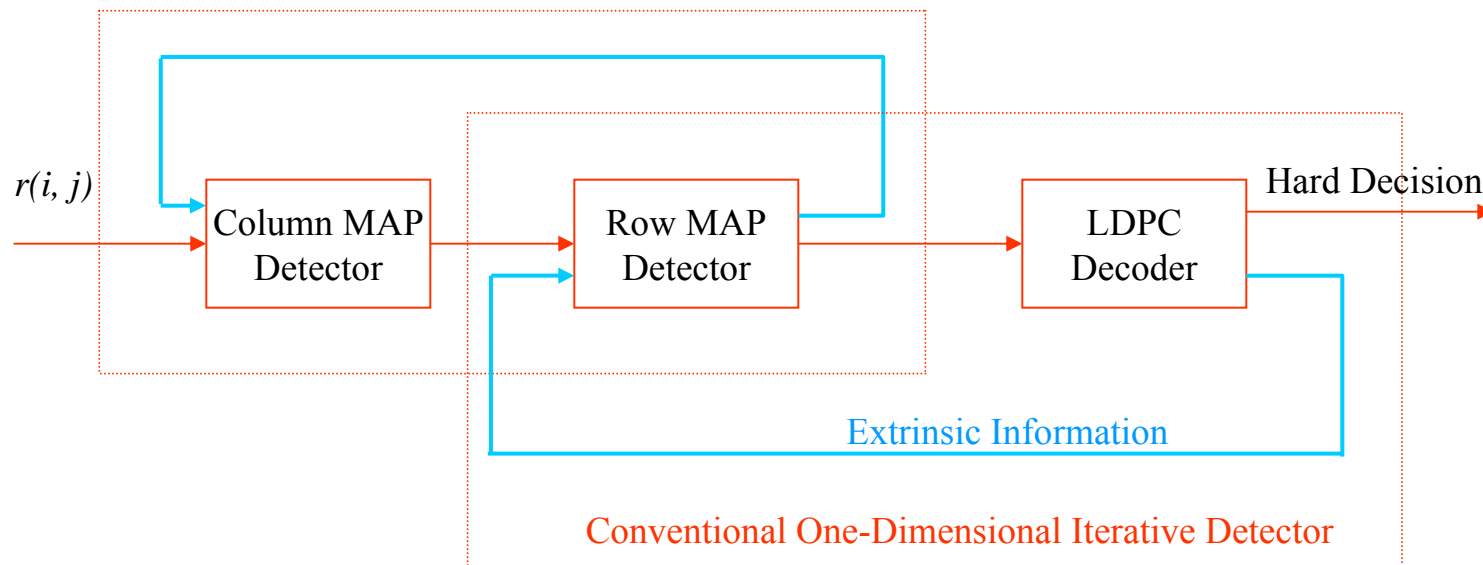 r(i, j)
Column MAP
Detector
Row MAP
Detector
LDPC
Decoder
Hard Decision
Extrinsic Information
Conventional One-Dimensional Iterative Detector